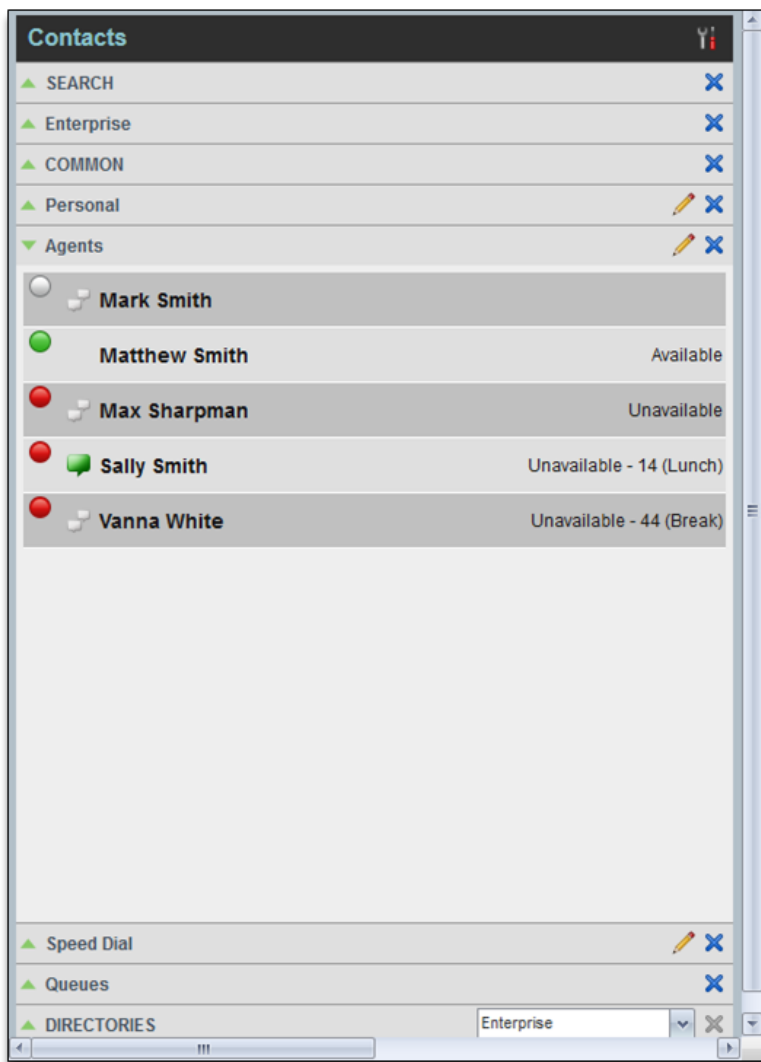 Contacts
SEARCH
Enterprise
COMMON
Personal
Agents
Mark Smith
Matthew Smith Available
Max Sharpman Unavailable
Sally Smith Unavailable - 14 (Lunch)
Vanna White Unavailable - 44 (Break)
Speed Dial
Queues
DIRECTORIES Enterprise